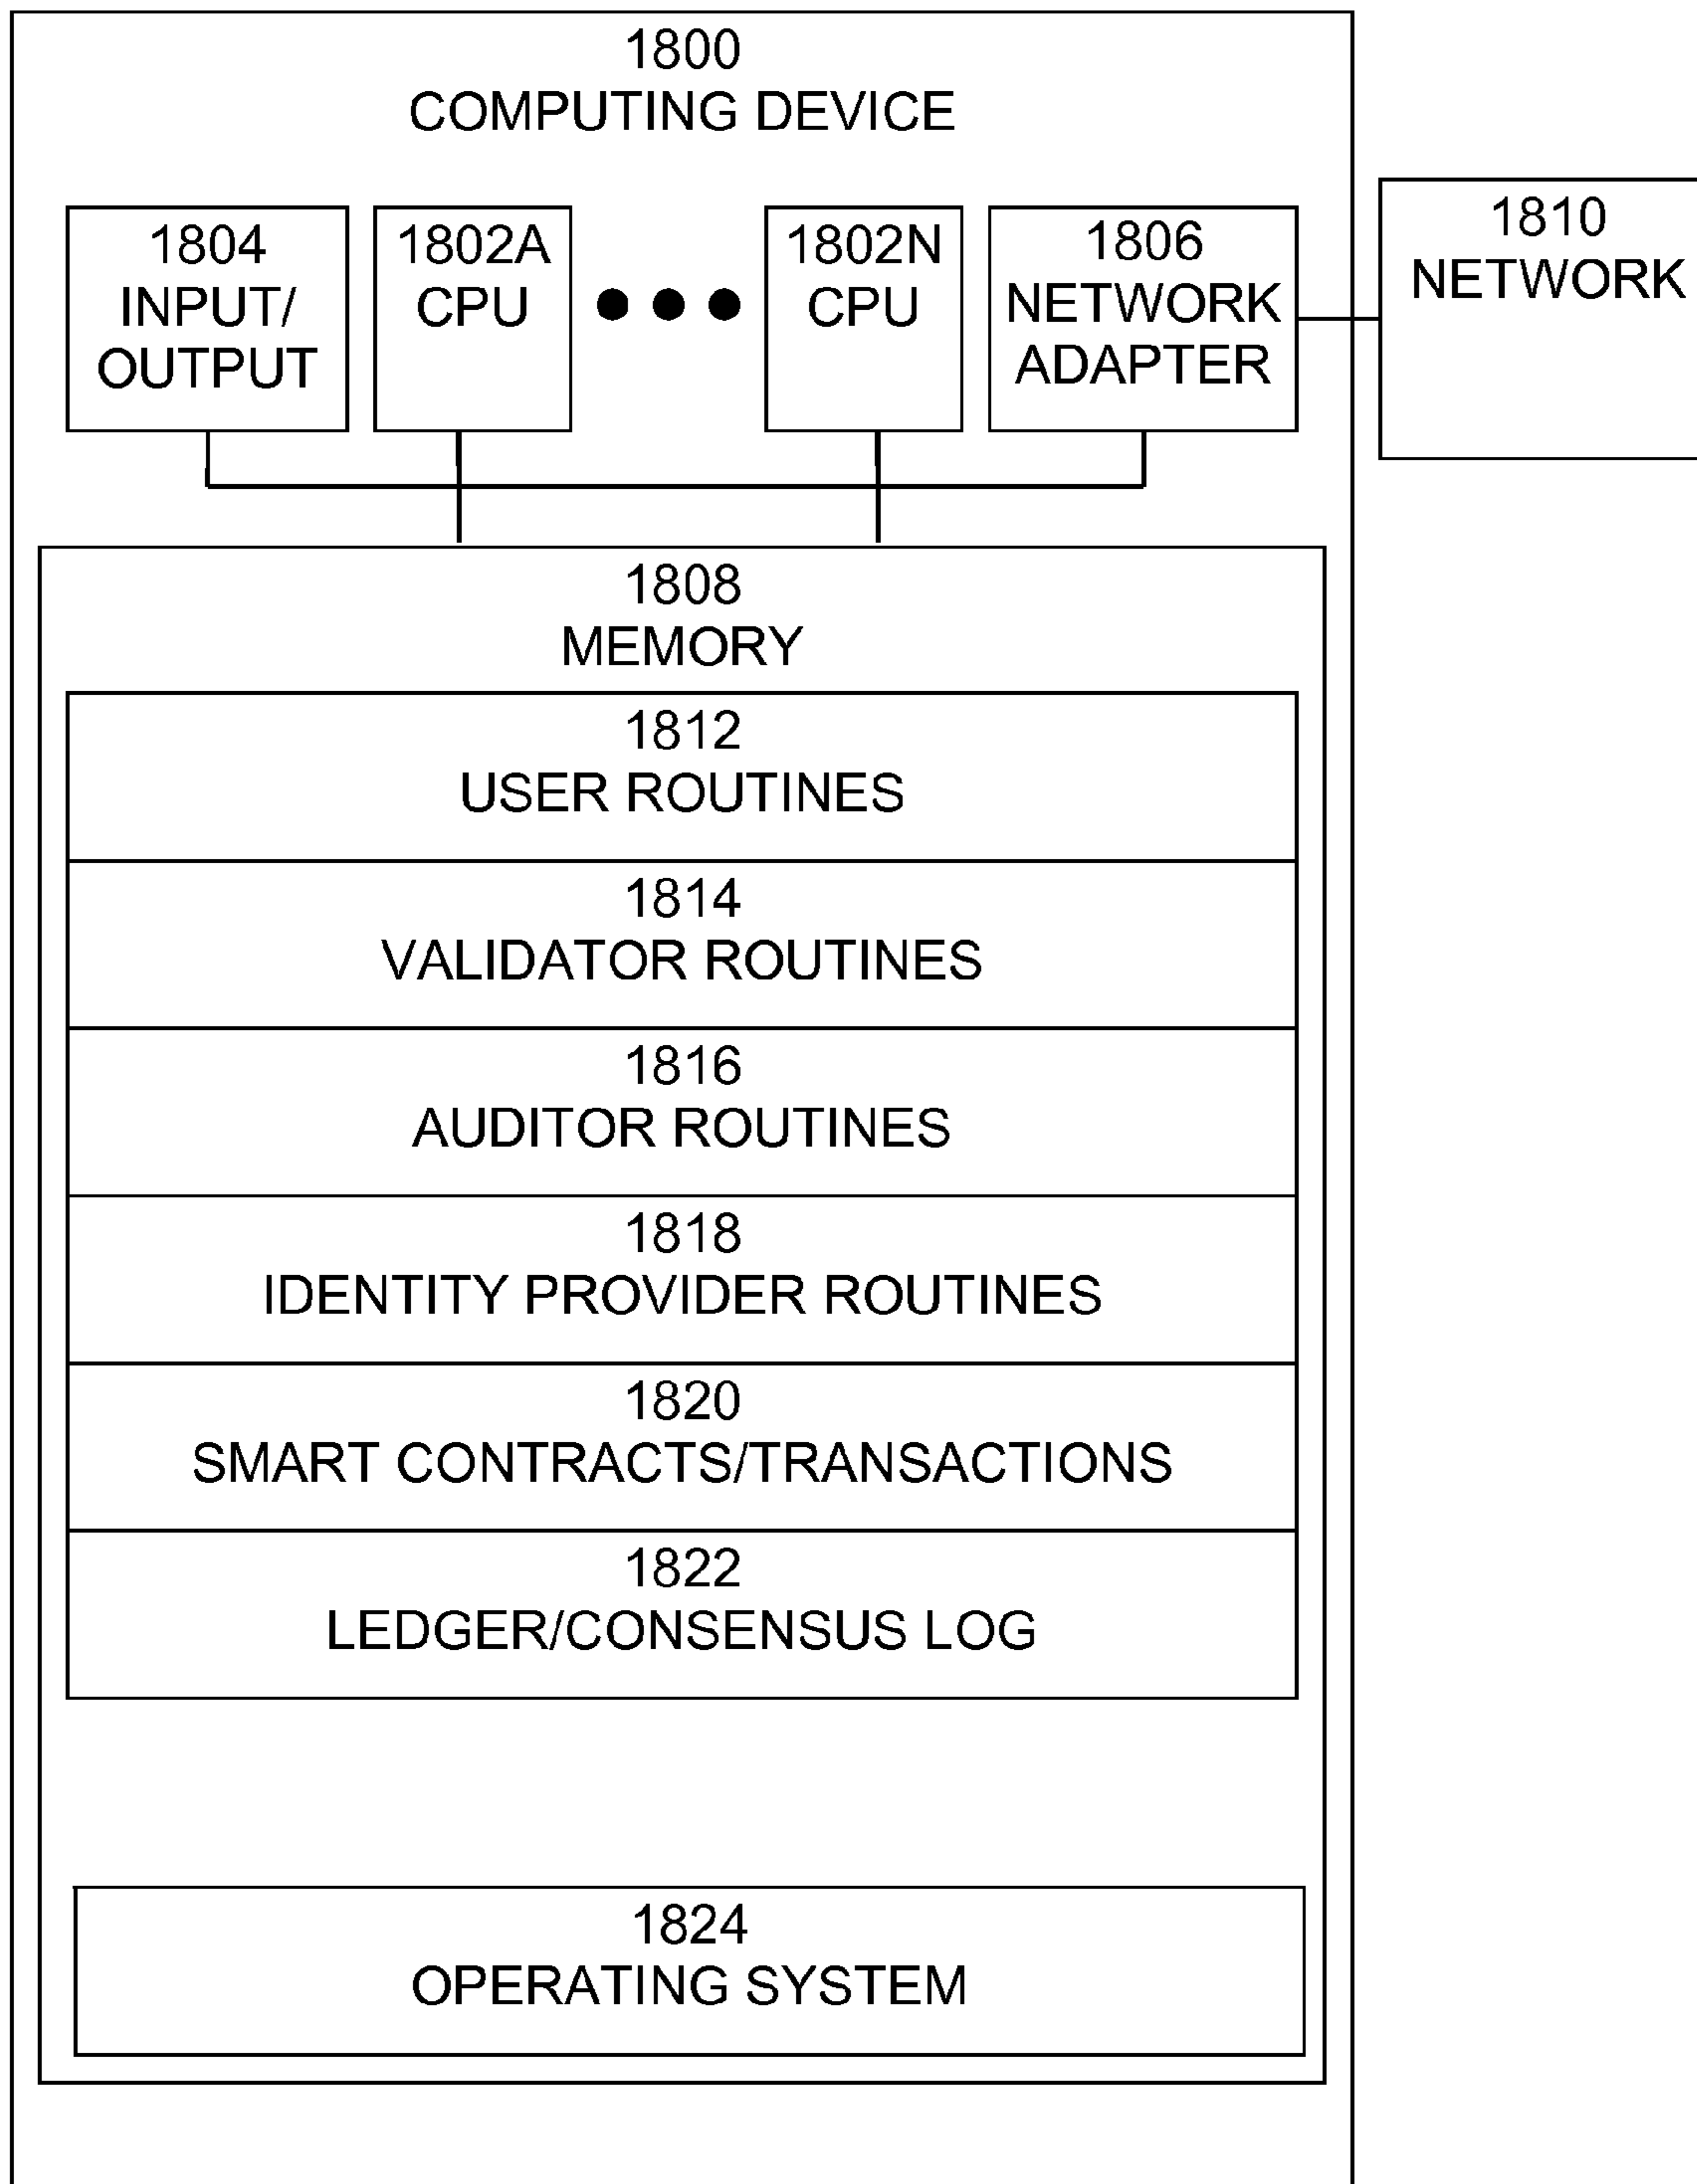 1800
COMPUTING DEVICE
1804
INPUT/
OUTPUT
1802A
CPU
1802N
CPU
1806
NETWORK
ADAPTER
1810
NETWORK
1808
MEMORY
1812
USER ROUTINES
1814
VALIDATOR ROUTINES
1816
AUDITOR ROUTINES
1818
IDENTITY PROVIDER ROUTINES
1820
SMART CONTRACTS/TRANSACTIONS
1822
LEDGER/CONSENSUS LOG
1824
OPERATING SYSTEM